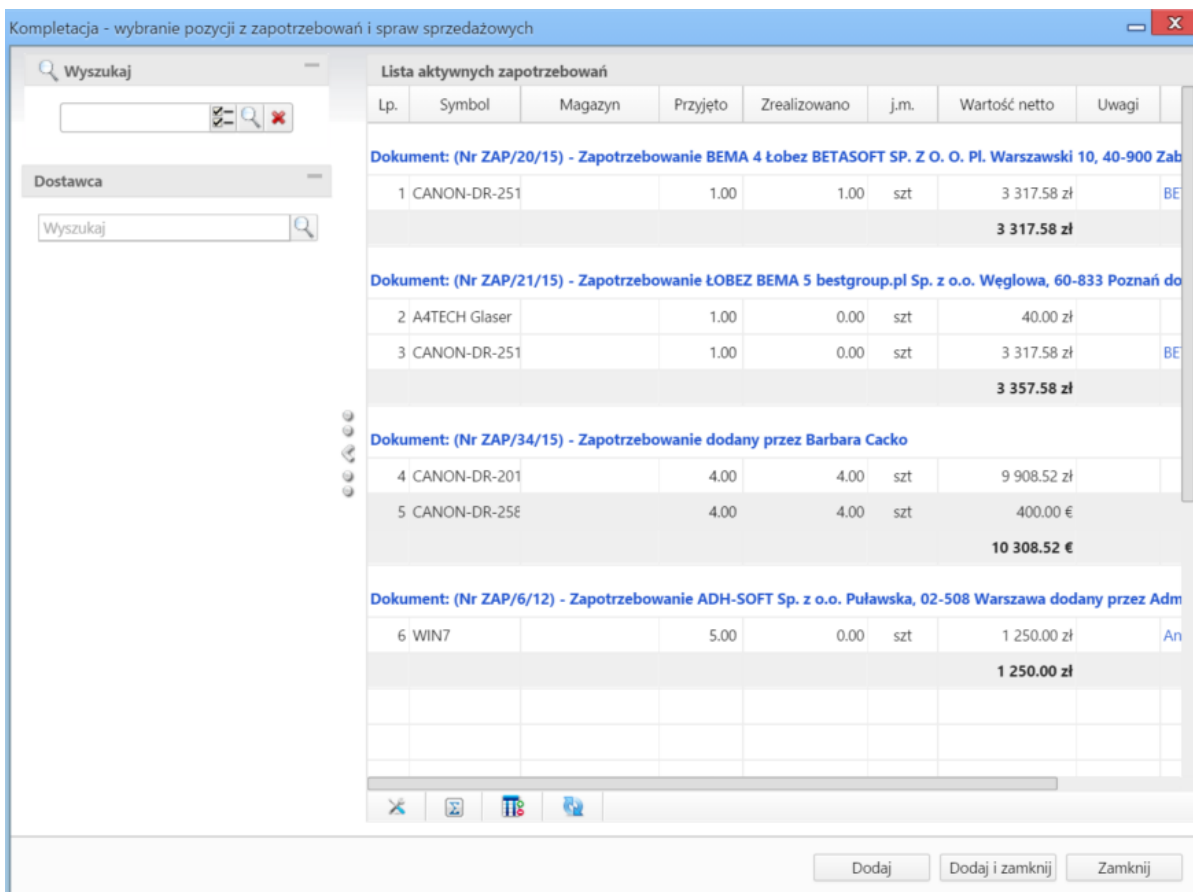 Kompletacja - wybranie pozycji z zapotrzebowań i spraw sprzedażowych
X
Wyszukaj
Dostawca
Wyszukaj
Lista aktywnych zapotrzebowań
Lp. Symbol Magazyn Przyjęto Zrealizowano j.m. Wartość netto Uwagi
Dokument: (Nr ZAP/20/15) - Zapotrzebowanie BEMA 4 Łobez BETASOFT SP. Z O. O. Pl. Warszawski 10, 40-900 Zab
1 CANON-DR-251 1.00 1.00 szt 3 317.58 zł BE
3 317.58 zł
Dokument: (Nr ZAP/21/15) - Zapotrzebowanie ŁOBEZ BEMA 5 bestgroup.pl Sp. z o.o. Węglowa, 60-833 Poznań do
2 A4TECH Glaser 1.00 0.00 szt 40.00 zł
3 CANON-DR-251 1.00 0.00 szt 3 317.58 zł BE
3 357.58 zł
Dokument: (Nr ZAP/34/15) - Zapotrzebowanie dodany przez Barbara Cacko
4 CANON-DR-201 4.00 4.00 szt 9 908.52 zł
5 CANON-DR-258 4.00 4.00 szt 400.00 €
10 308.52 €
Dokument: (Nr ZAP/6/12) - Zapotrzebowanie ADH-SOFT Sp. z o.o. Puławska, 02-508 Warszawa dodany przez Adm
6 WIN7 5.00 0.00 szt 1 250.00 zł An
1 250.00 zł
Dodaj Dodaj i zamknij Zamknij